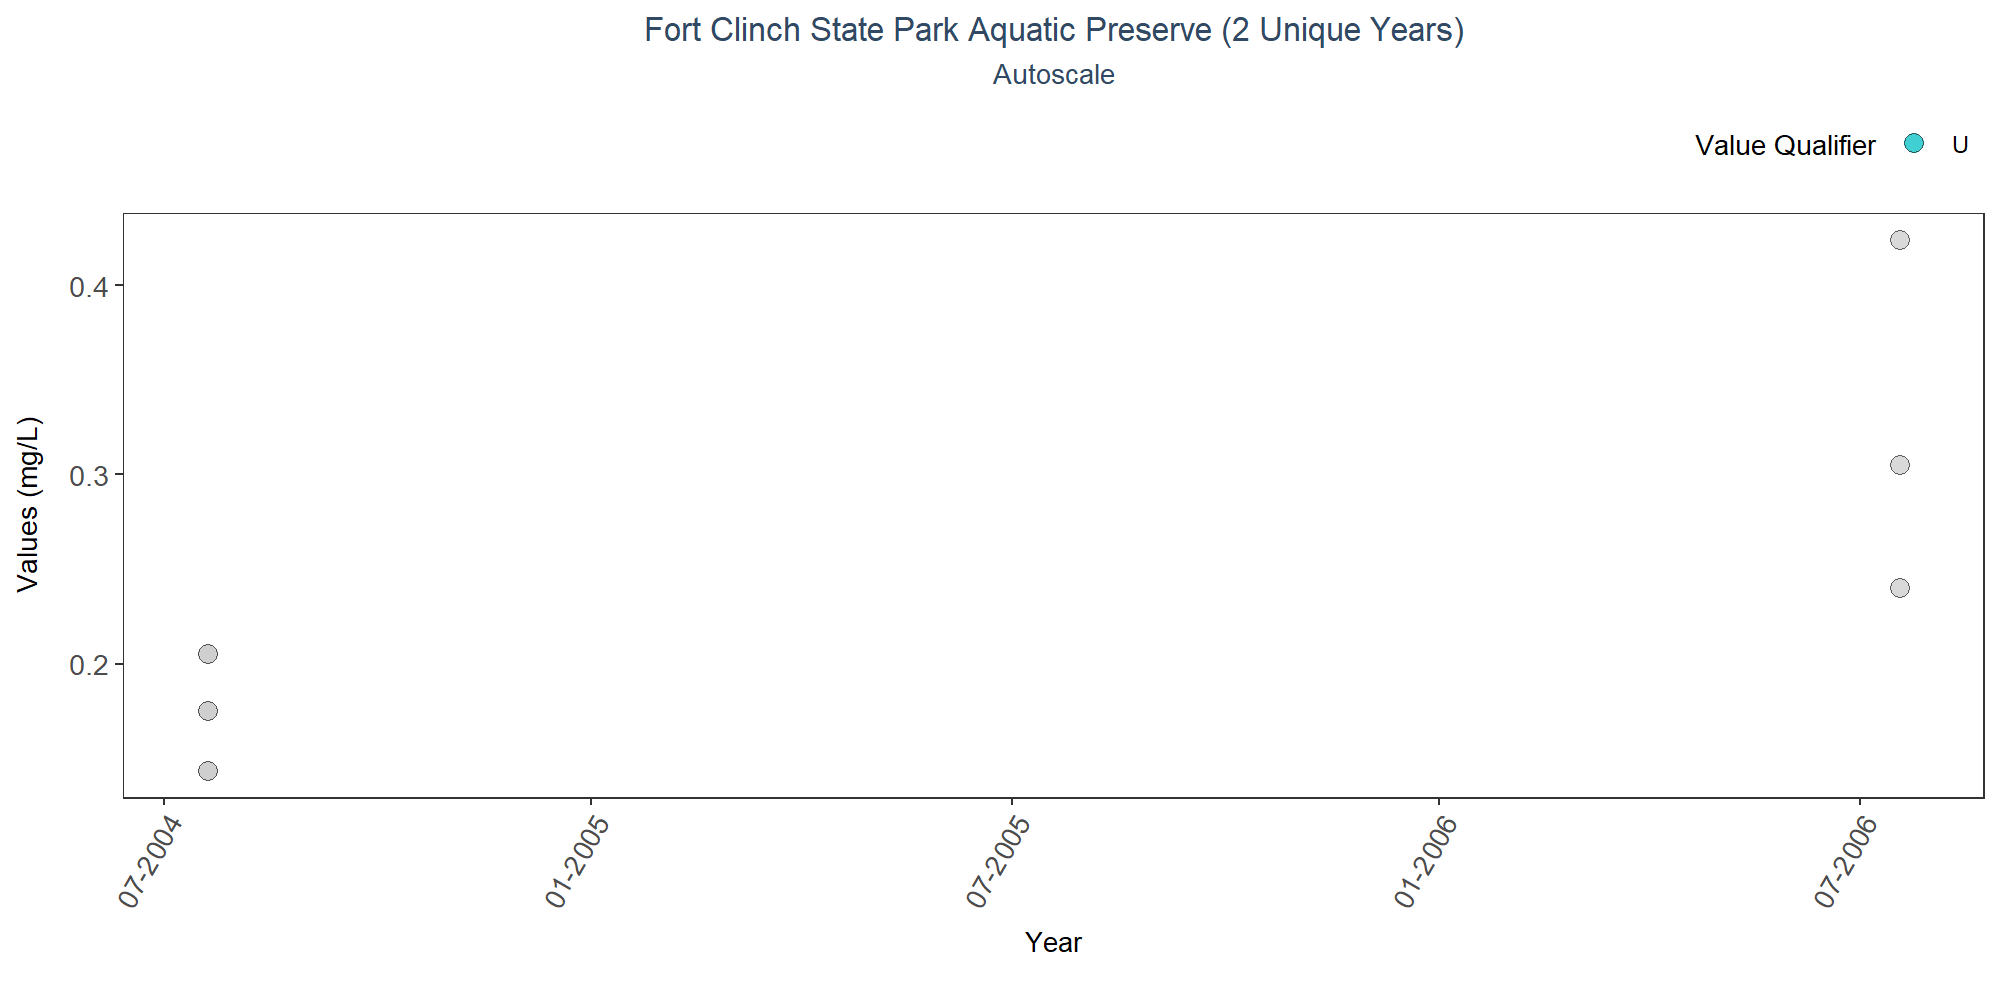 Fort Clinch State Park Aquatic Preserve (2 Unique Years)
Autoscale
Value Qualifier U
Values (mg/L)
0.4
0.3
0.2
07-2004 01-2005 07-2005 01-2006 07-2006
Year